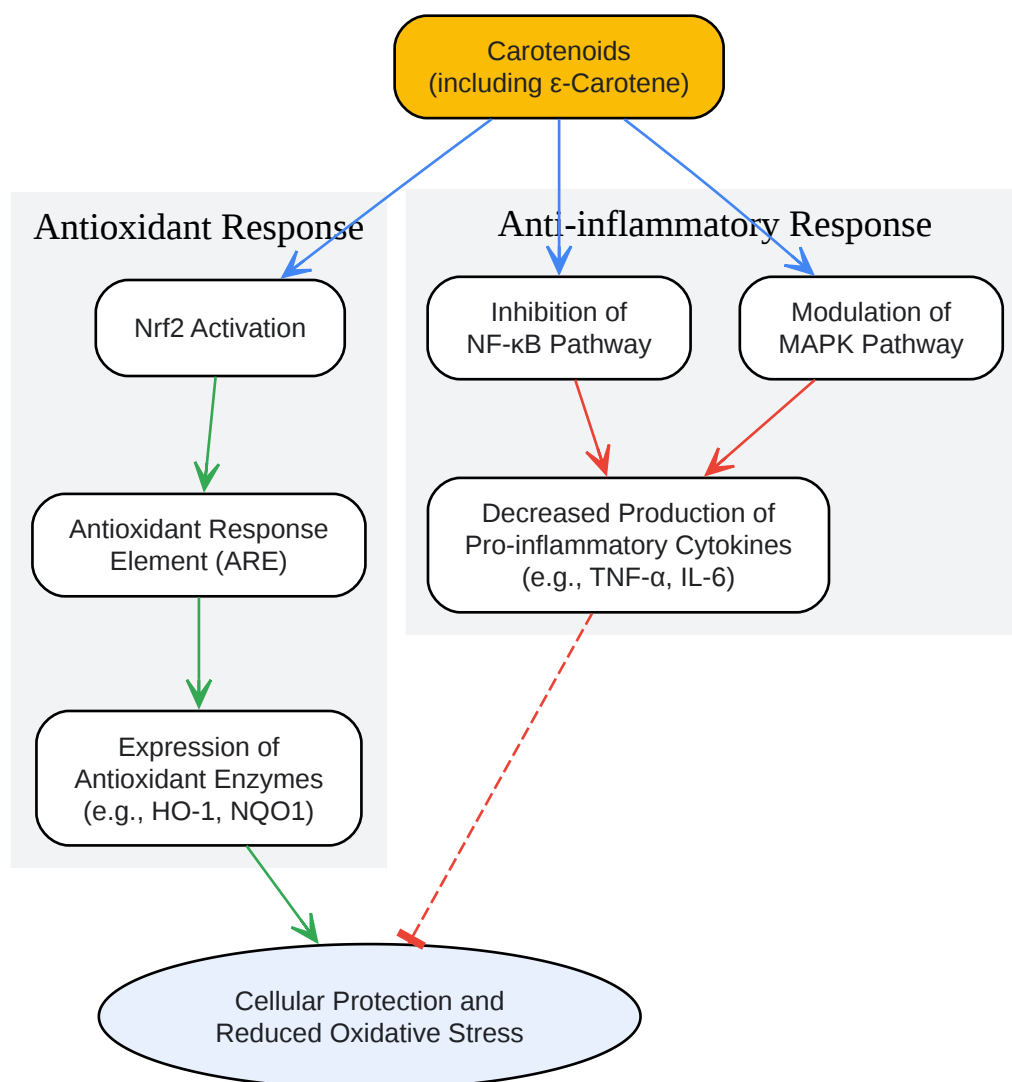 Carotenoids
(including ε-Carotene)
Antioxidant Response
Anti-inflammatory Response
Nrf2 Activation
Inhibition of
NF-κB Pathway
Modulation of
MAPK Pathway
Antioxidant Response
Element (ARE)
Decreased Production of
Pro-inflammatory Cytokines
(e.g., TNF-α, IL-6)
Expression of
Antioxidant Enzymes
(e.g., HO-1, NQO1)
Cellular Protection and
Reduced Oxidative Stress